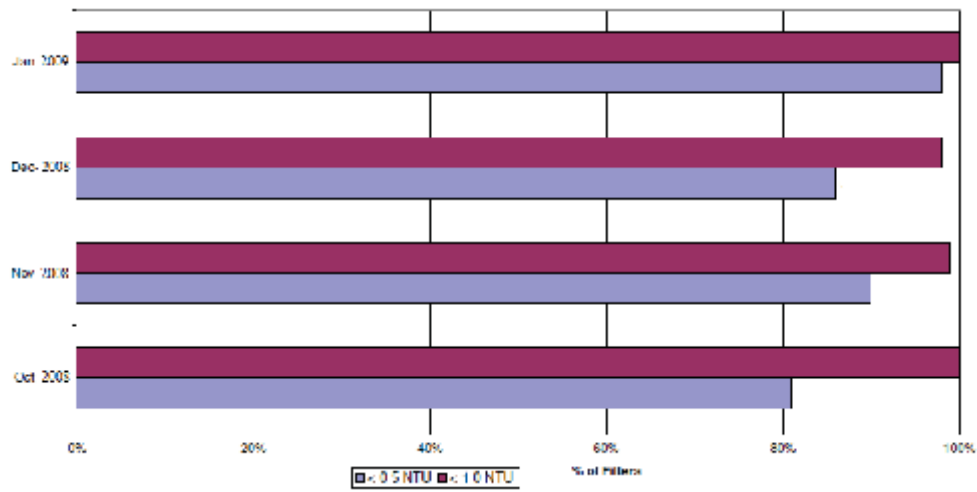 Jan 2009
Dec- 2008
Nov 2008
Oct 2008
0% 20% 40% 60% 80% 100%
% of Filters
< 0.5 NTU < 1.0 NTU